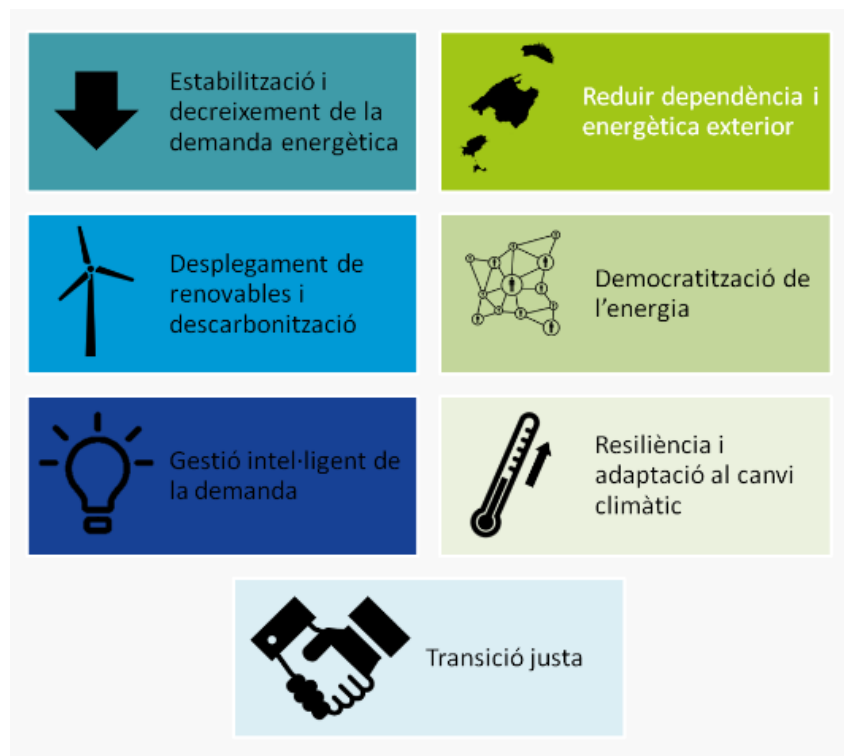 Estabilització i
decreixement de la
demanda energètica
Reduir dependència i
energètica exterior
Desplegament de
renovables i
descarbonització
Democratització de
l'energia
Gestió intel·ligent de
la demanda
Resiliència i
adaptació al canvi
climàtic
Transició justa